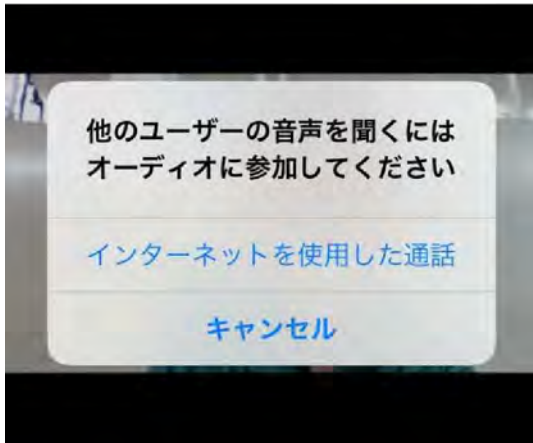 他のユーザーの音声を聞くには
オーディオに参加してください
インターネットを使用した通話
キャンセル